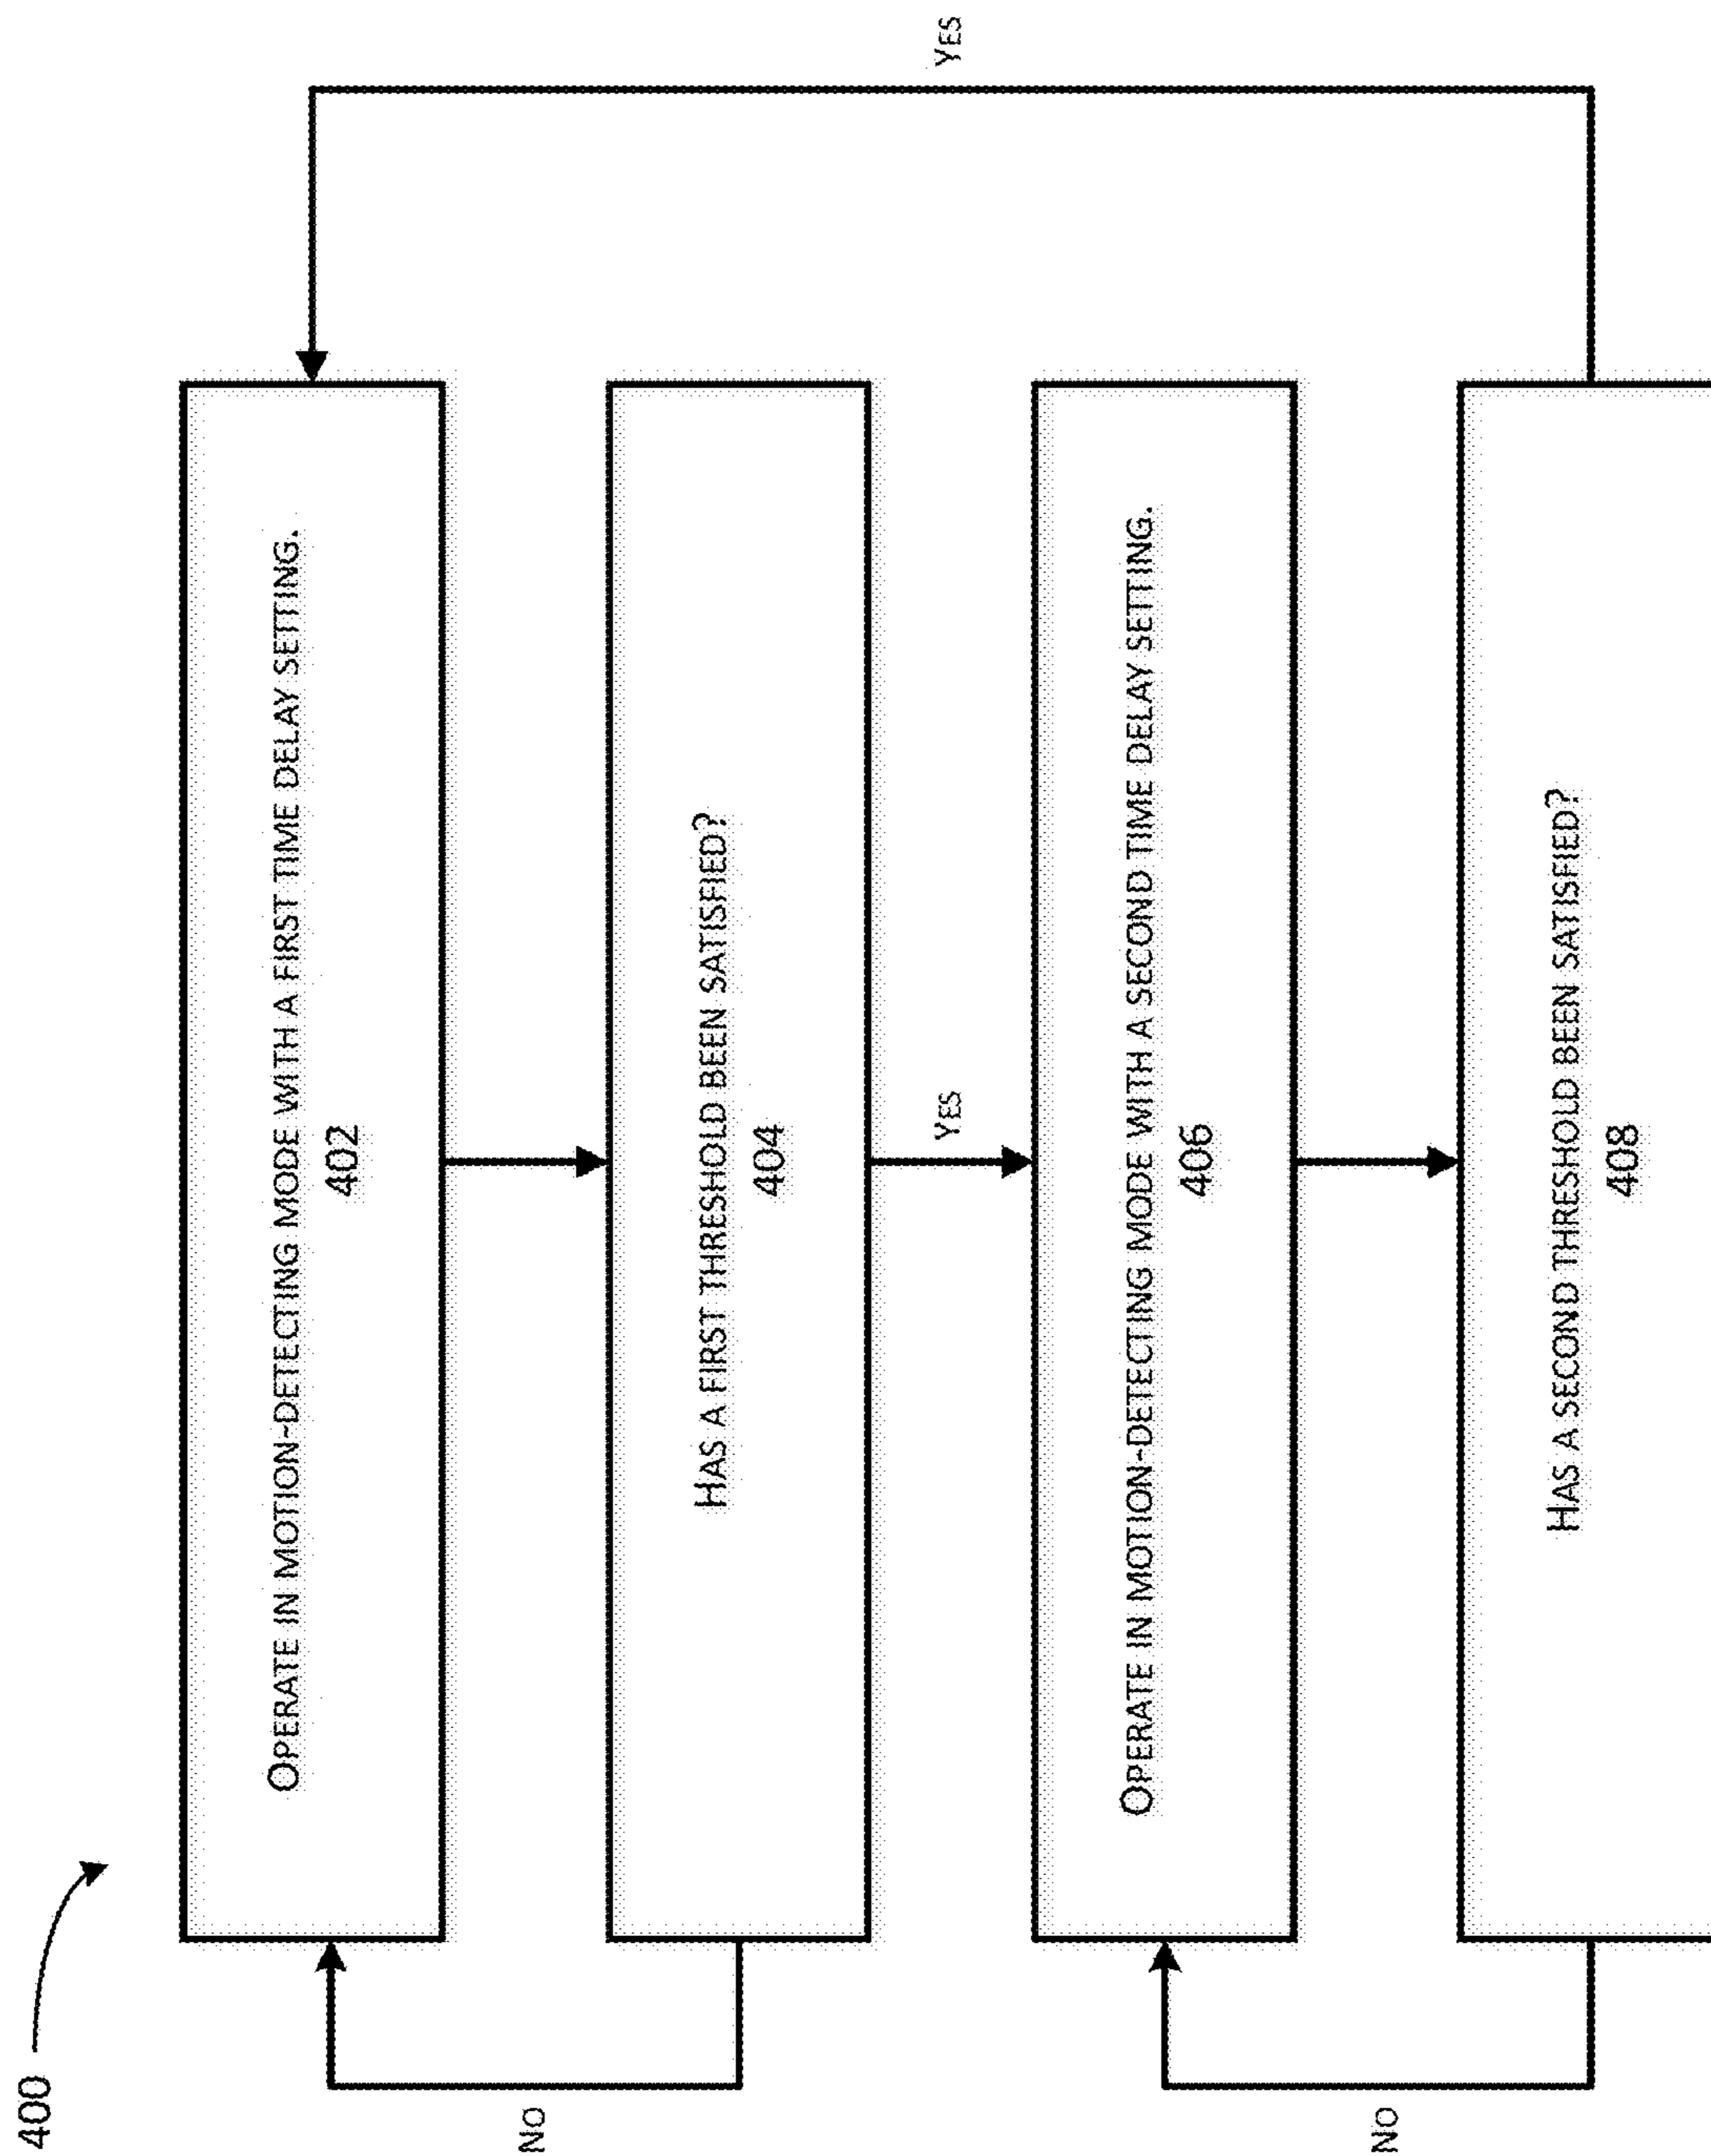 400
OPERATE IN MOTION-DETECTING MODE WITH A FIRST TIME DELAY SETTING.
402
NO
HAS A FIRST THRESHOLD BEEN SATISFIED?
404
YES
YES
OPERATE IN MOTION-DETECTING MODE WITH A SECOND TIME DELAY SETTING.
406
NO
HAS A SECOND THRESHOLD BEEN SATISFIED?
408